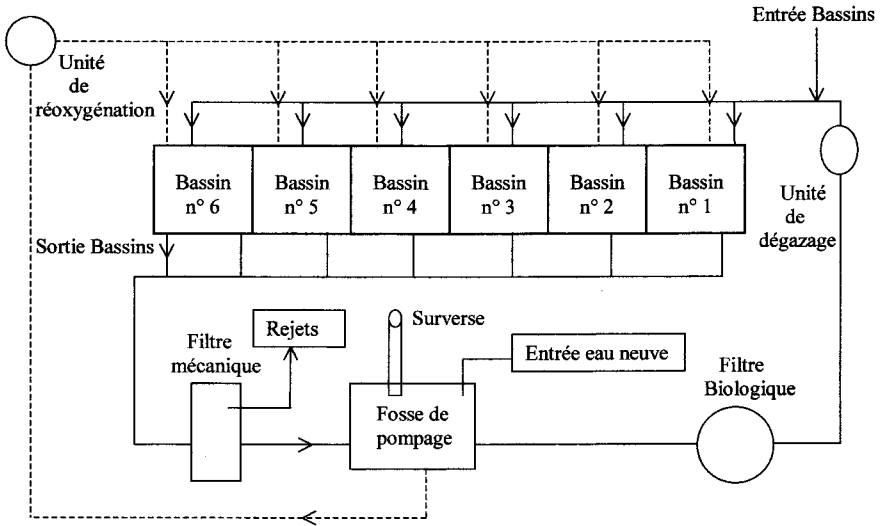 Entrée Bassins
Unité
de
réoxygénation
Bassin
n° 6
Bassin
n° 5
Bassin
n° 4
Bassin
n° 3
Bassin
n° 2
Bassin
n° 1
Unité
de
dégazage
Sortie Bassins
Filtre
mécanique
Rejets
Surverse
Entrée eau neuve
Filtre
Biologique
Fosse de
pompage